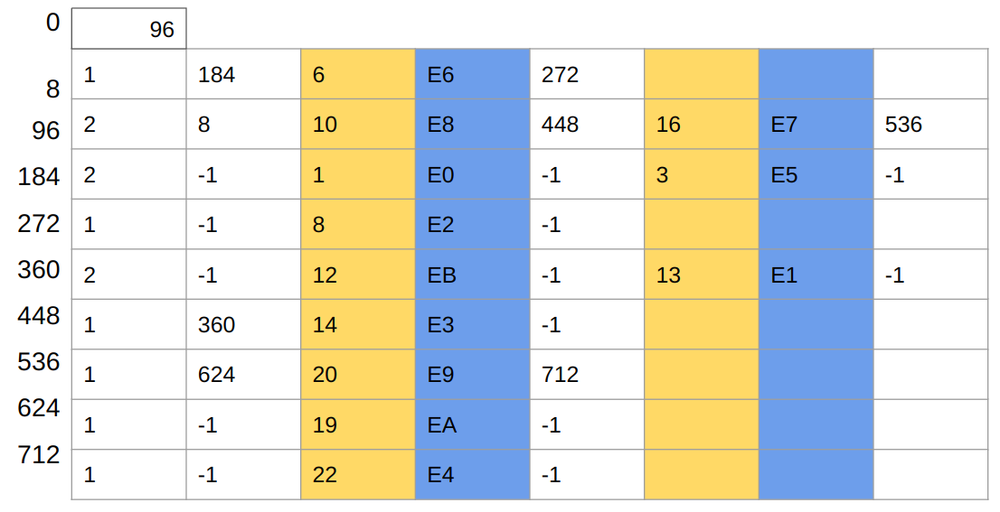 0 96
8 1 184 6 E6 272
96 2 8 10 E8 448 16 E7 536
184 2 -1 1 E0 -1 3 E5 -1
272 1 -1 8 E2 -1
360 2 -1 12 EB -1 13 E1 -1
448 1 360 14 E3 -1
536 1 624 20 E9 712
624 1 -1 19 EA -1
712 1 -1 22 E4 -1